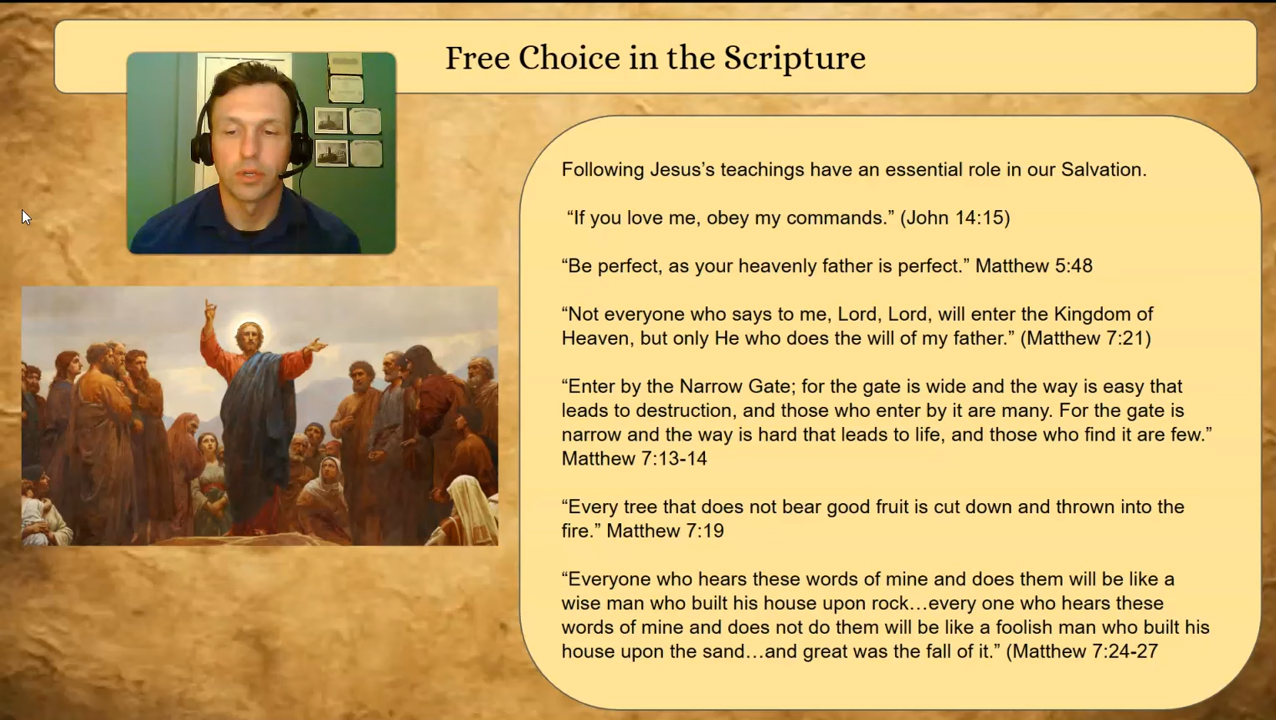 Free Choice in the Scripture
Following Jesus's teachings have an essential role in our Salvation.
“If you love me, obey my commands.” (John 14:15)
“Be perfect, as your heavenly father is perfect.” Matthew 5:48
“Not everyone who says to me, Lord, Lord, will enter the Kingdom of
Heaven, but only He who does the will of my father.” (Matthew 7:21)
“Enter by the Narrow Gate; for the gate is wide and the way is easy that
leads to destruction, and those who enter by it are many. For the gate is
narrow and the way is hard that leads to life, and those who find it are few.”
Matthew 7:13-14
“Every tree that does not bear good fruit is cut down and thrown into the
fire.” Matthew 7:19
“Everyone who hears these words of mine and does them will be like a
wise man who built his house upon rock…every one who hears these
words of mine and does not do them will be like a foolish man who built his
house upon the sand…and great was the fall of it.” (Matthew 7:24-27